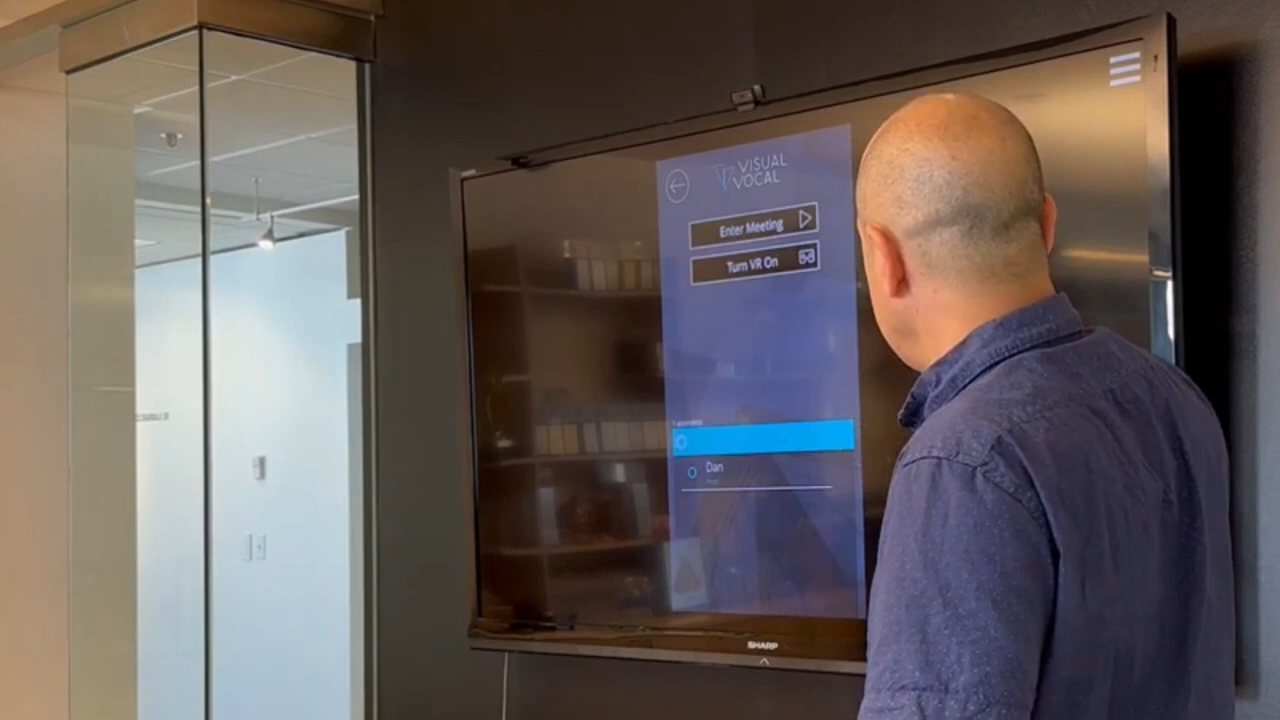 VISUAL
VOCAL
Enter Meeting
Turn VR On
Dan
SHARP